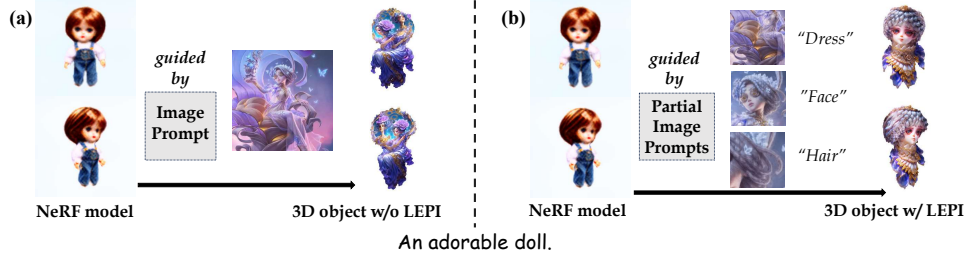 (a)
guided
by
Image
Prompt
NeRF model
3D object w/o LEPI
(b)
guided
by
Partial
Image
Prompts
“Dress”
”Face”
“Hair”
NeRF model
3D object w/ LEPI
An adorable doll.